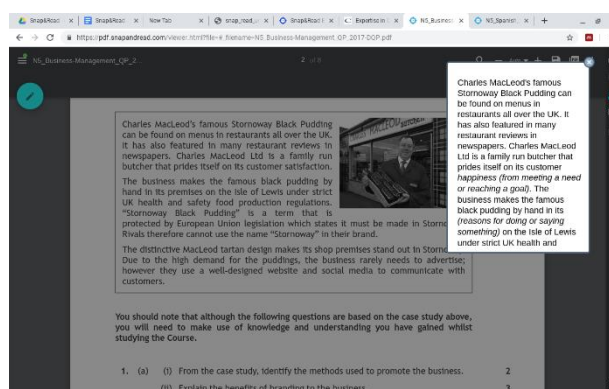 Snap&Read
Snap&Read
New Tab
snap_read_
Snap&Read
Expertise in
N5_Busines
N5_Spanish
https://pdf.snapandread.com/viewer.html?file=
filename=N5_Business-Management_QP_2017-DQP.pdf
N5_Business-Management_QP_2...
2 of 8
Charles MacLeod's famous Stornoway Black Pudding
can be found on menus in restaurants all over the UK.
It has also featured in many restaurant reviews in
newspapers. Charles MacLeod Ltd is a family run
butcher that prides itself on its customer satisfaction.
The business makes the famous black pudding by
hand in its premises on the Isle of Lewis under strict
UK health and safety food production regulations.
"Stornoway Black Pudding" is a term that is
protected by European Union legislation which states it must be made in Storno
Rivals therefore cannot use the name "Stornoway" in their brand.
The distinctive MacLeod tartan design makes its shop premises stand out in Storno
Due to the high demand for the puddings, the business rarely needs to advertise;
however they use a well-designed website and social media to communicate with
customers.
You should note that although the following questions are based on the case study above,
you will need to make use of knowledge and understanding you have gained whilst
studying the Course.
1. (a) (i) From the case study, identify the methods used to promote the business. 2
(ii) Explain the benefits of branding to the business. 3
Charles MacLeod's famous
Stornoway Black Pudding can
be found on menus in
restaurants all over the UK. It
has also featured in many
restaurant reviews in
newspapers. Charles MacLeod
Ltd is a family run butcher that
prides itself on its customer
happiness (from meeting a need
or reaching a goal). The
business makes the famous
black pudding by hand in its
(reasons for doing or saying
something) on the Isle of Lewis
under strict UK health and